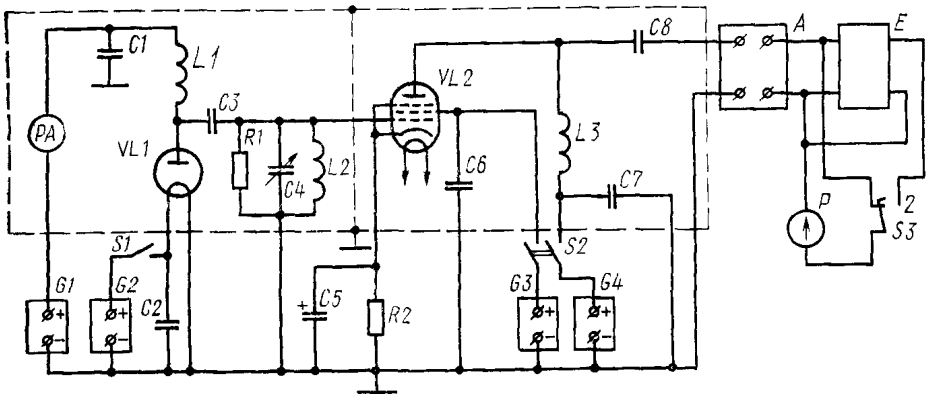 C1
L1
PA
VL1
C3
R1
C4
L2
VL2
C6
C8
L3
C7
A
E
P
2
S3
S1
G1
G2
C2
C5
R2
S2
G3
G4
+
-
+
-
+
+
-
+
-